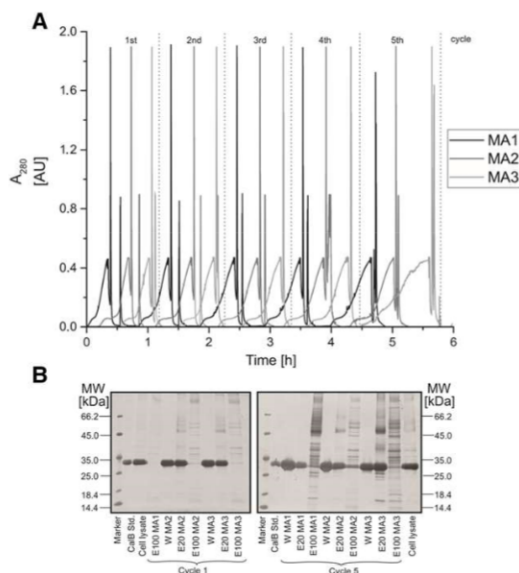 A
1st 2nd 3rd 4th 5th cycle
2.0
1.6
1.2
0.8
0.4
0.0
A280
[AU]
MA1
MA2
MA3
0 1 2 3 4 5 6
Time [h]
B
MW
[kDa]
66.2
45.0
35.0
25.0
18.4
14.4
MW
[kDa]
66.2
45.0
35.0
25.0
18.4
14.4
Marker
CalB Std.
Cell lysate
E100 MA1
W MA2
E20 MA2
E100 MA2
W MA3
E20 MA3
E100 MA3
Cycle 1
Marker
CalB Std.
W MA1
E20 MA1
E100 MA1
W MA2
E20 MA2
E100 MA2
W MA3
E20 MA3
E100 MA3
Cell lysate
Cycle 5